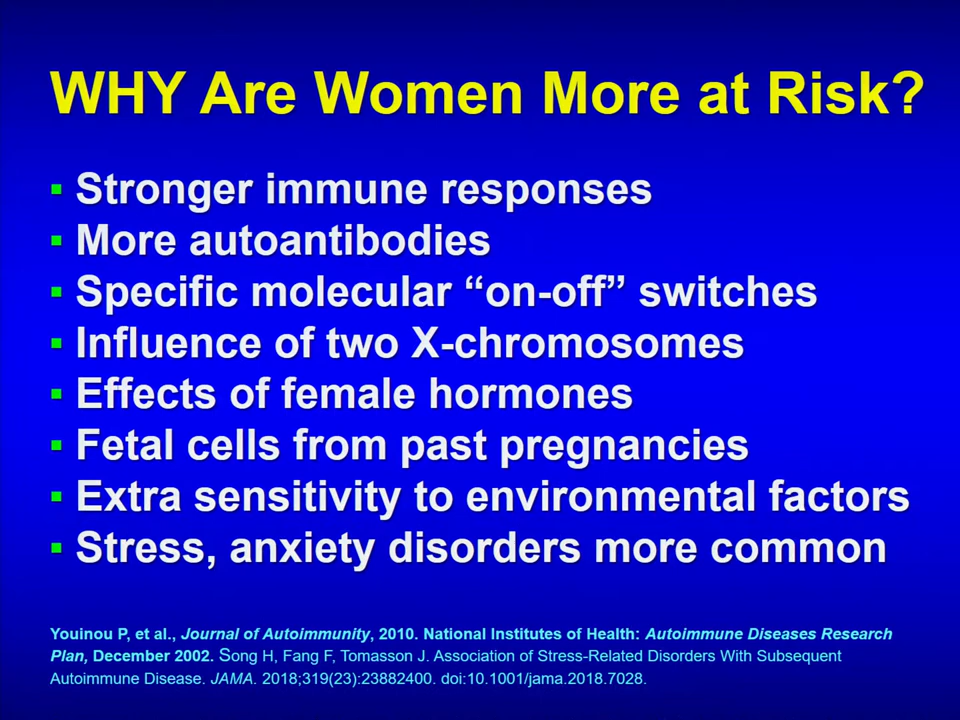 WHY Are Women More at Risk?
▪ Stronger immune responses
▪ More autoantibodies
▪ Specific molecular “on-off” switches
▪ Influence of two X-chromosomes
▪ Effects of female hormones
▪ Fetal cells from past pregnancies
▪ Extra sensitivity to environmental factors
▪ Stress, anxiety disorders more common
Youinou P, et al., Journal of Autoimmunity, 2010. National Institutes of Health: Autoimmune Diseases Research
Plan, December 2002. Song H, Fang F, Tomasson J. Association of Stress-Related Disorders With Subsequent
Autoimmune Disease. JAMA. 2018;319(23):23882400. doi:10.1001/jama.2018.7028.